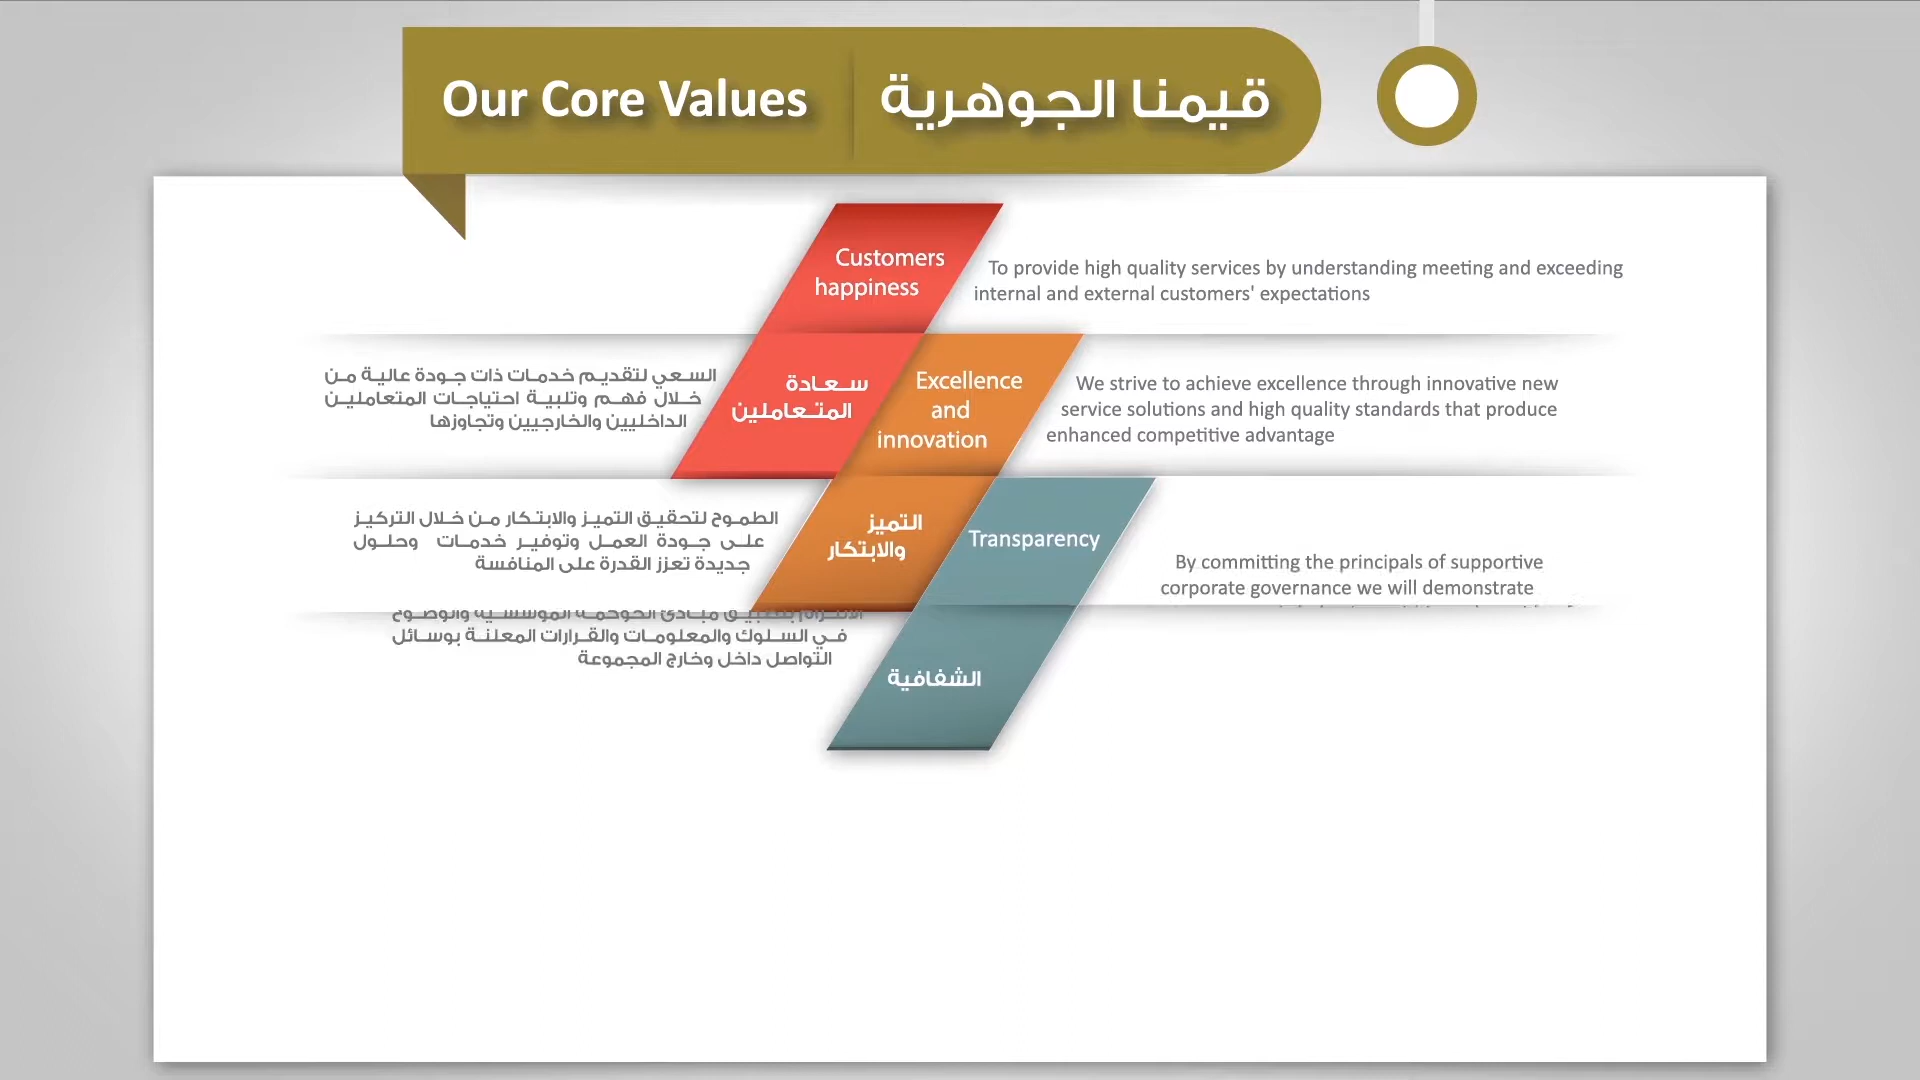 Our Core Values
قيمنا الجوهرية
Customers
happiness
To provide high quality services by understanding meeting and exceeding
internal and external customers' expectations
سعادة
المتعاملين
السعي لتقديم خدمات ذات جودة عالية من
خلال فهم وتلبية احتياجات المتعاملين
الداخليين والخارجيين وتجاوزها
Excellence
and
innovation
We strive to achieve excellence through innovative new
service solutions and high quality standards that produce
enhanced competitive advantage
التميز
والابتكار
الطموح لتحقيق التميز والابتكار من خلال التركيز
على جودة العمل وتوفير خدمات وحلول
جديدة تعزز القدرة على المنافسة
Transparency
By committing the principals of supportive
corporate governance we will demonstrate
الشفافية
مبادئ الحوكمة المؤسسية والوضوح
في السلوك والمعلومات والقرارات المعلنة بوسائل
التواصل داخل وخارج المجموعة